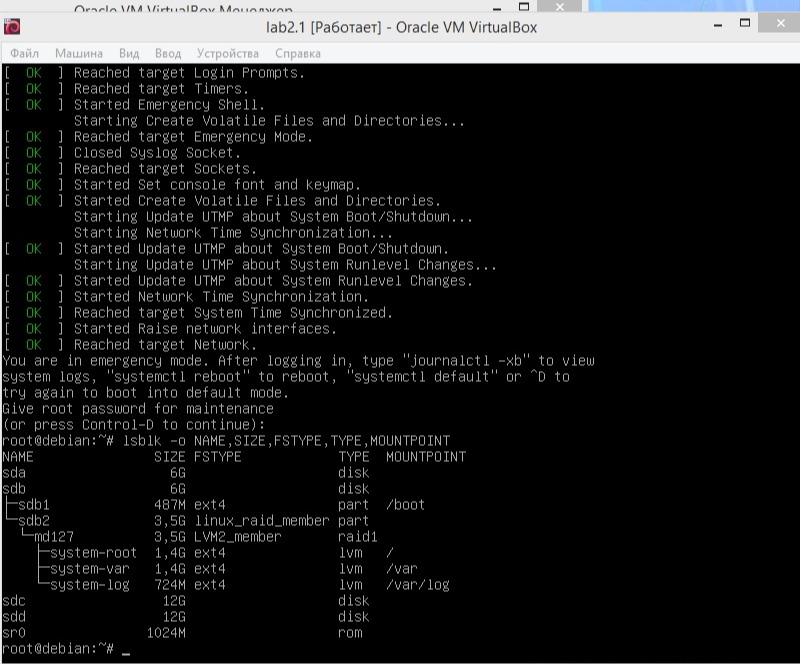 Oracle VM VirtualBox Менеджер
lab2.1 [Работает] - Oracle VM VirtualBox
Файл Машина Вид Ввод Устройства Справка
[  OK  ] Reached target Login Prompts.
[  OK  ] Reached target Timers.
[  OK  ] Started Emergency Shell.
         Starting Create Volatile Files and Directories...
[  OK  ] Reached target Emergency Mode.
[  OK  ] Closed Syslog Socket.
[  OK  ] Reached target Sockets.
[  OK  ] Started Set console font and keymap.
[  OK  ] Started Create Volatile Files and Directories.
         Starting Update UTMP about System Boot/Shutdown...
         Starting Network Time Synchronization...
[  OK  ] Started Update UTMP about System Boot/Shutdown.
         Starting Update UTMP about System Runlevel Changes...
[  OK  ] Started Update UTMP about System Runlevel Changes.
[  OK  ] Started Network Time Synchronization.
[  OK  ] Reached target System Time Synchronized.
[  OK  ] Started Raise network interfaces.
[  OK  ] Reached target Network.
You are in emergency mode. After logging in, type "journalctl -xb" to view
system logs, "systemctl reboot" to reboot, "systemctl default" or ^D to
try again to boot into default mode.
Give root password for maintenance
(or press Control-D to continue):
root@debian:~# lsblk -o NAME,SIZE,FSTYPE,TYPE,MOUNTPOINT
NAME               SIZE FSTYPE            TYPE  MOUNTPOINT
sda                  6G                   disk
sdb                  6G                   disk
├─sdb1             487M ext4              part  /boot
└─sdb2             3,5G linux_raid_member part
  └─md127          3,5G LVM2_member       raid1
    ├─system-root  1,4G ext4              lvm   /
    ├─system-var   1,4G ext4              lvm   /var
    └─system-log   724M ext4              lvm   /var/log
sdc                 12G                   disk
sdd                 12G                   disk
sr0               1024M                   rom
root@debian:~# _